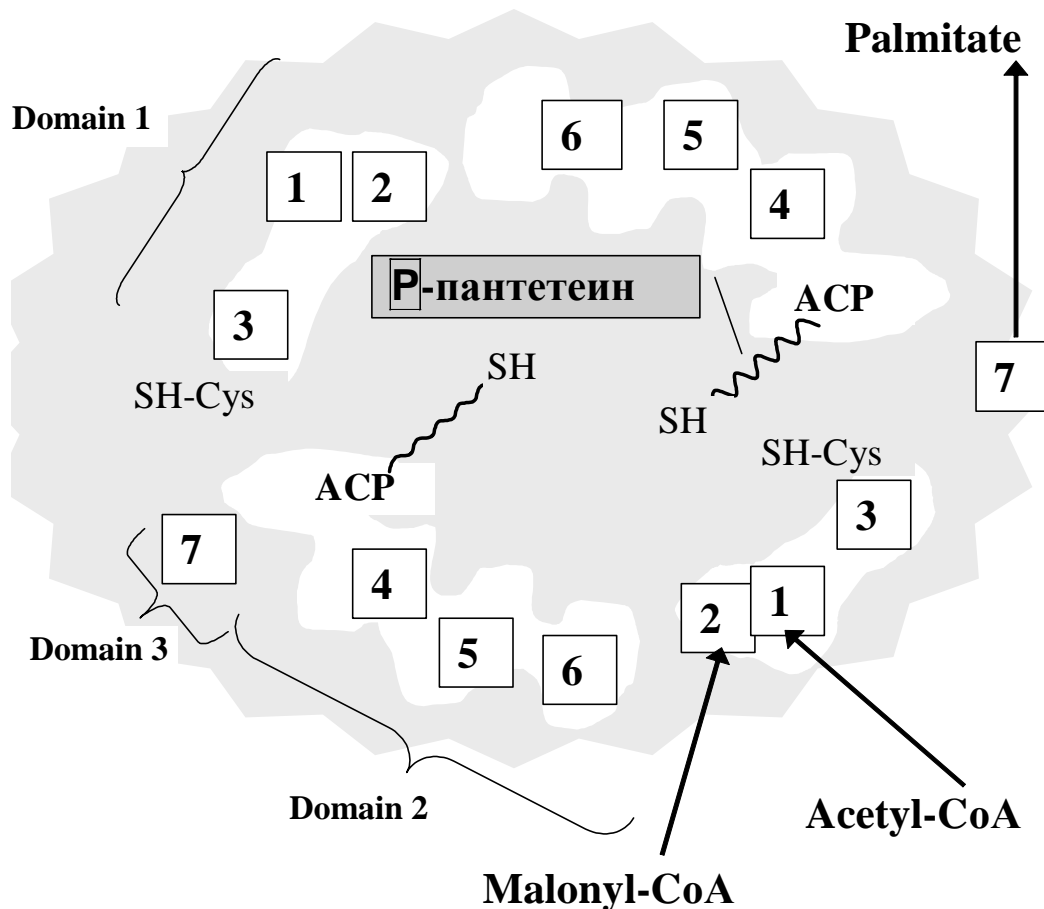 Palmitate
Domain 1
6 5
1 2
4
P-пантетеин
ACP
3
SH
7
SH-Cys
SH
SH-Cys
ACP
3
7
4
1
2
Domain 3
5
6
Domain 2
Acetyl-CoA
Malonyl-CoA